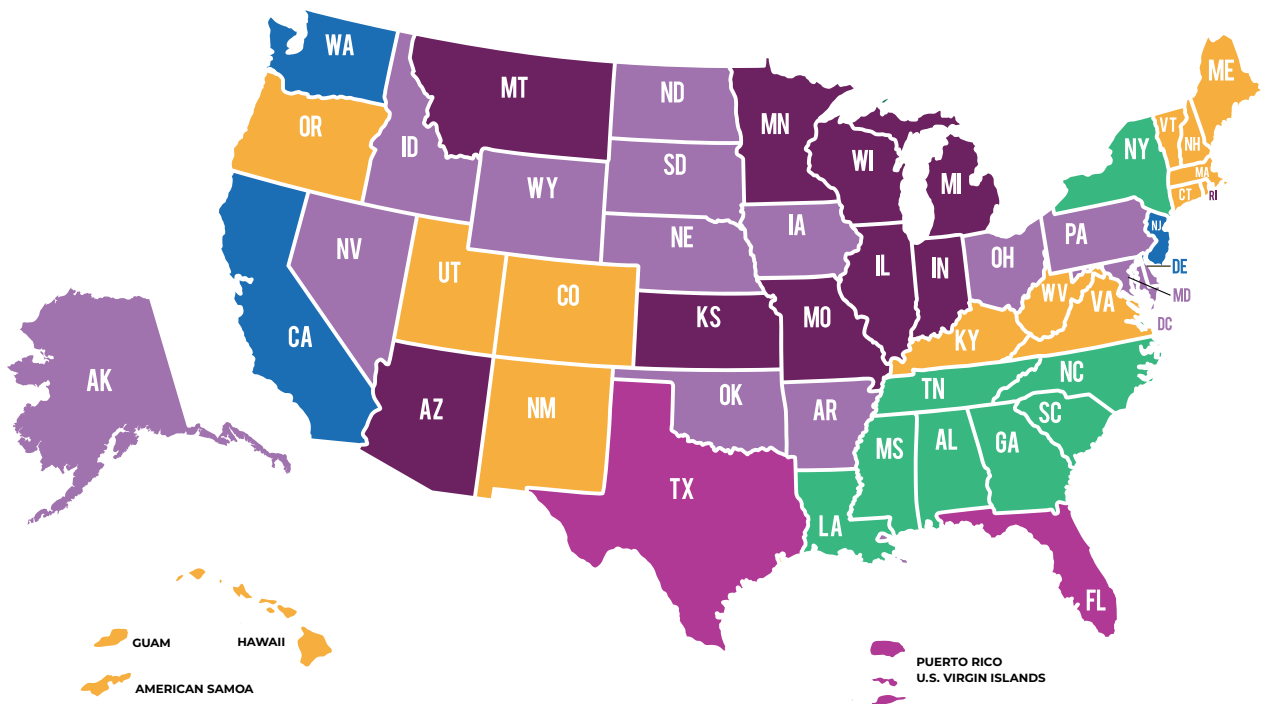 WA
MT
ND
MN
ME
OR
ID
SD
WI
MI
NY
VT
NH
MA
CT
RI
WY
NV
UT
CO
NE
IA
IL
IN
OH
PA
NJ
DE
MD
DC
CA
KS
MO
KY
WV
VA
AK
AZ
NM
OK
AR
TN
NC
SC
MS
AL
GA
TX
LA
FL
GUAM
HAWAII
AMERICAN SAMOA
PUERTO RICO
U.S. VIRGIN ISLANDS